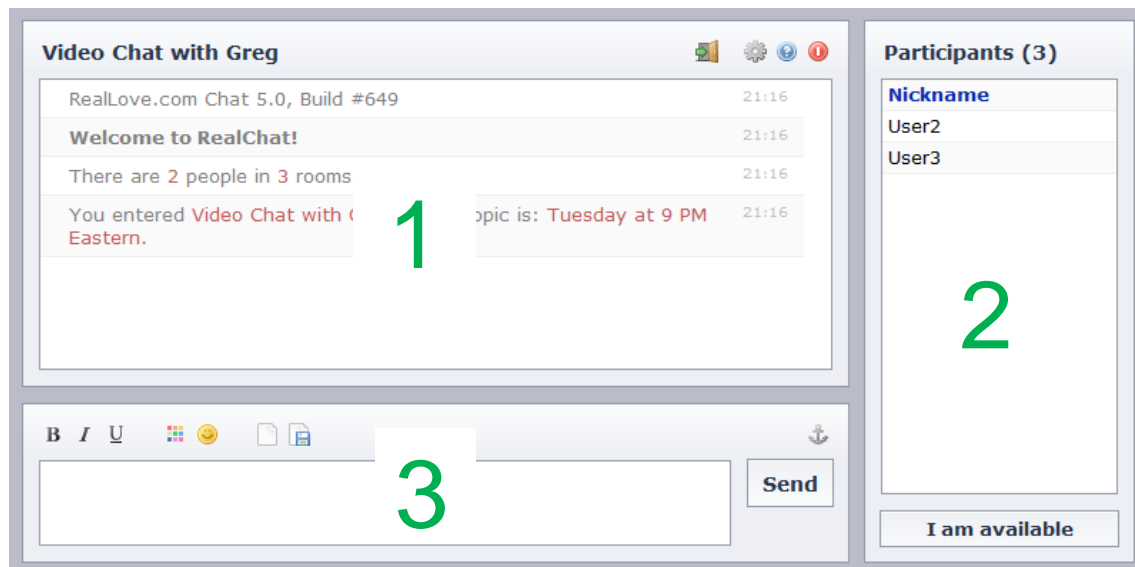 Video Chat with Greg
RealLove.com Chat 5.0, Build #649 21:16
Welcome to RealChat! 21:16
There are 2 people in 3 rooms 21:16
You entered Video Chat with opic is: Tuesday at 9 PM 21:16
Eastern.
1
B I U
3
Send
Participants (3)
Nickname
User2
User3
2
I am available